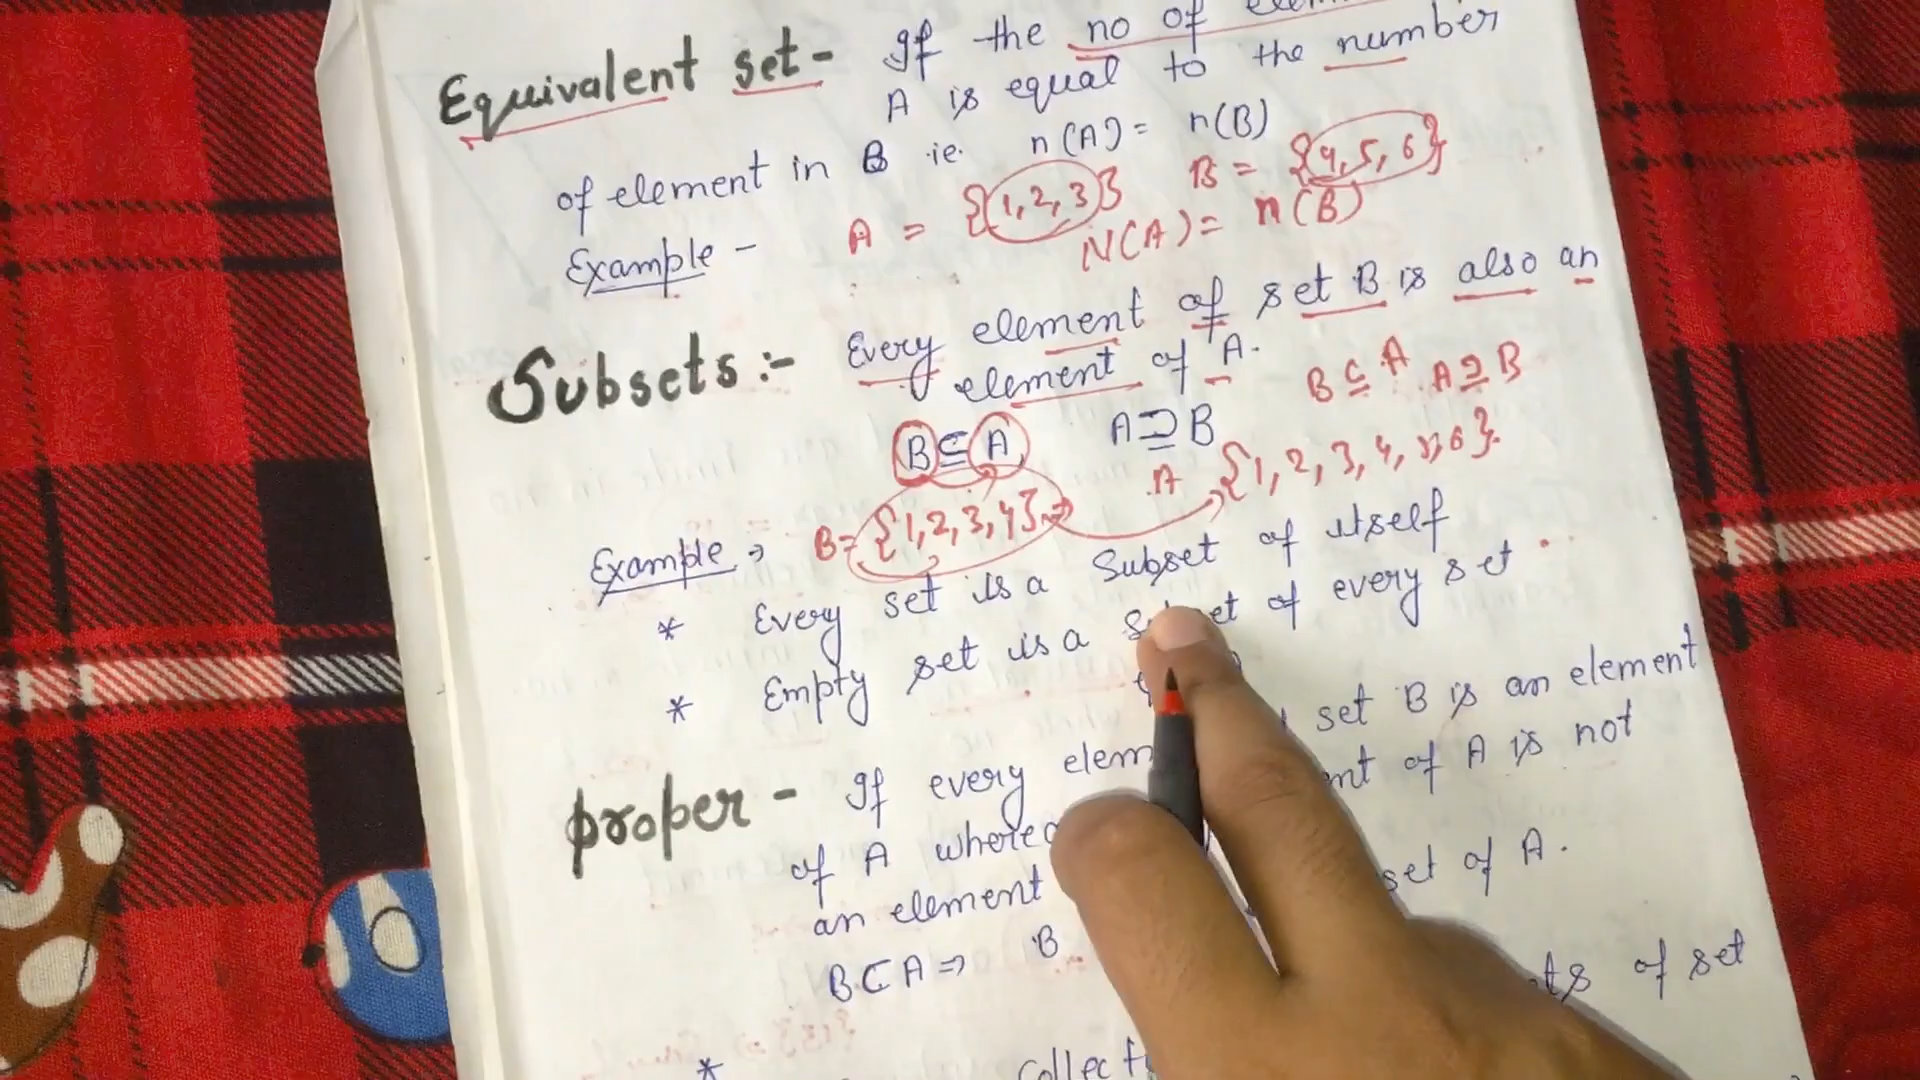 Equivalent set - If the no of
A is equal to the number
of element in B ie. n(A) = n(B)
Example - A = {1,2,3} B = {4,5,6}
N(A) = n(B)
Subsets :- Every element of set B is also an
element of A.
B ⊆ A A ⊇ B
B ⊆ A, A ⊇ B
A {1, 2, 3, 4, 5, 6}.
Example → B = {1,2,3,4}
* Every set is a Subset of itself
* Empty set is a of every set
proper - If every set B is an element
of A of A is not
an element set of A.
B ⊂ A ⇒ B
of set
*